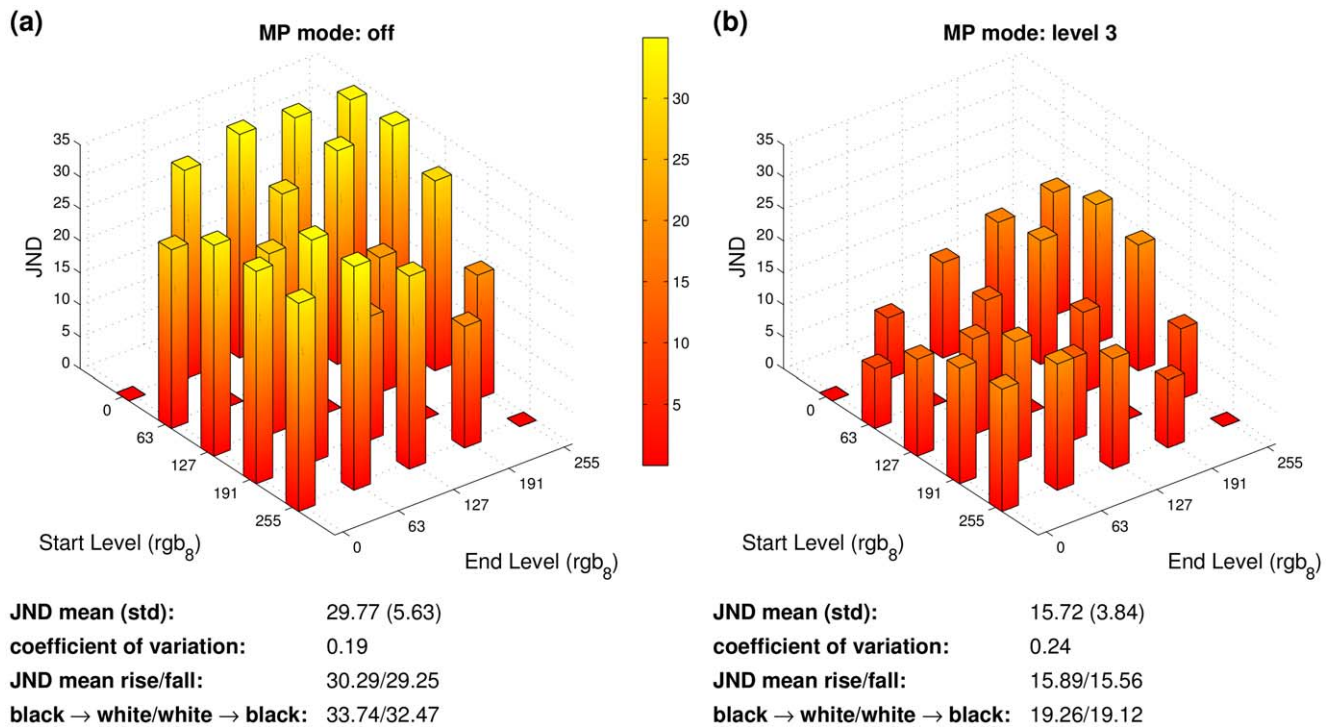 (a)
MP mode: off
35
30
25
20
15
10
5
0
JND
0
63
127
191
255
Start Level (rgb8)
0
63
127
191
255
End Level (rgb8)
30
25
20
15
10
5
JND mean (std): 29.77 (5.63)
coefficient of variation: 0.19
JND mean rise/fall: 30.29/29.25
black → white/white → black: 33.74/32.47
(b)
MP mode: level 3
35
30
25
20
15
10
5
0
JND
0
63
127
191
255
Start Level (rgb8)
0
63
127
191
255
End Level (rgb8)
JND mean (std): 15.72 (3.84)
coefficient of variation: 0.24
JND mean rise/fall: 15.89/15.56
black → white/white → black: 19.26/19.12